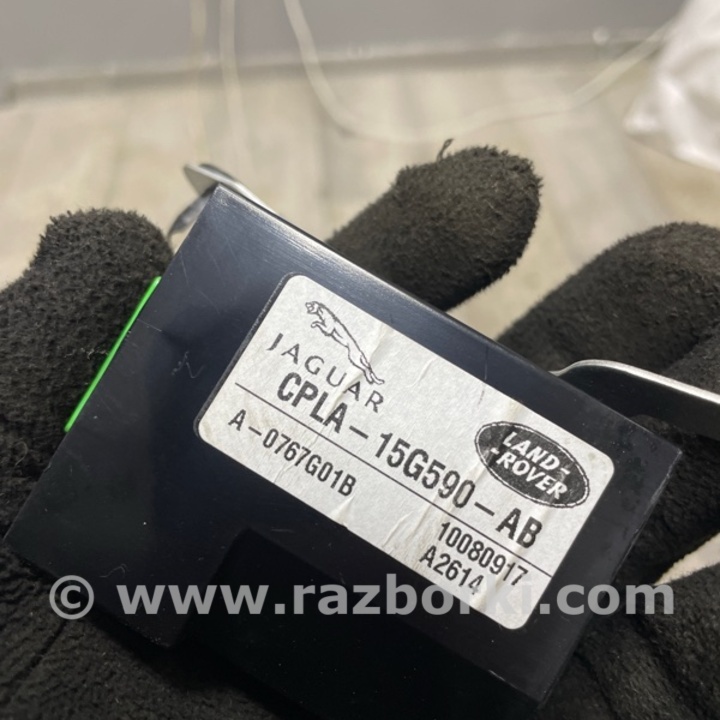 JAGUAR
CPLA-15G590-AB
LAND-
-ROVER
A-0767G01B
10080917
A2614
© www.razborki.com